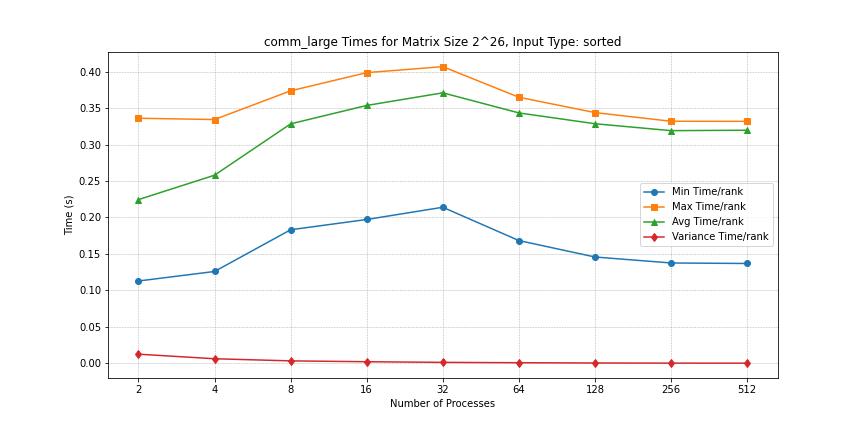 comm_large Times for Matrix Size 2^26, Input Type: sorted
Time (s)
0.40
0.35
0.30
0.25
0.20
0.15
0.10
0.05
0.00
Min Time/rank
Max Time/rank
Avg Time/rank
Variance Time/rank
2 4 8 16 32 64 128 256 512
Number of Processes